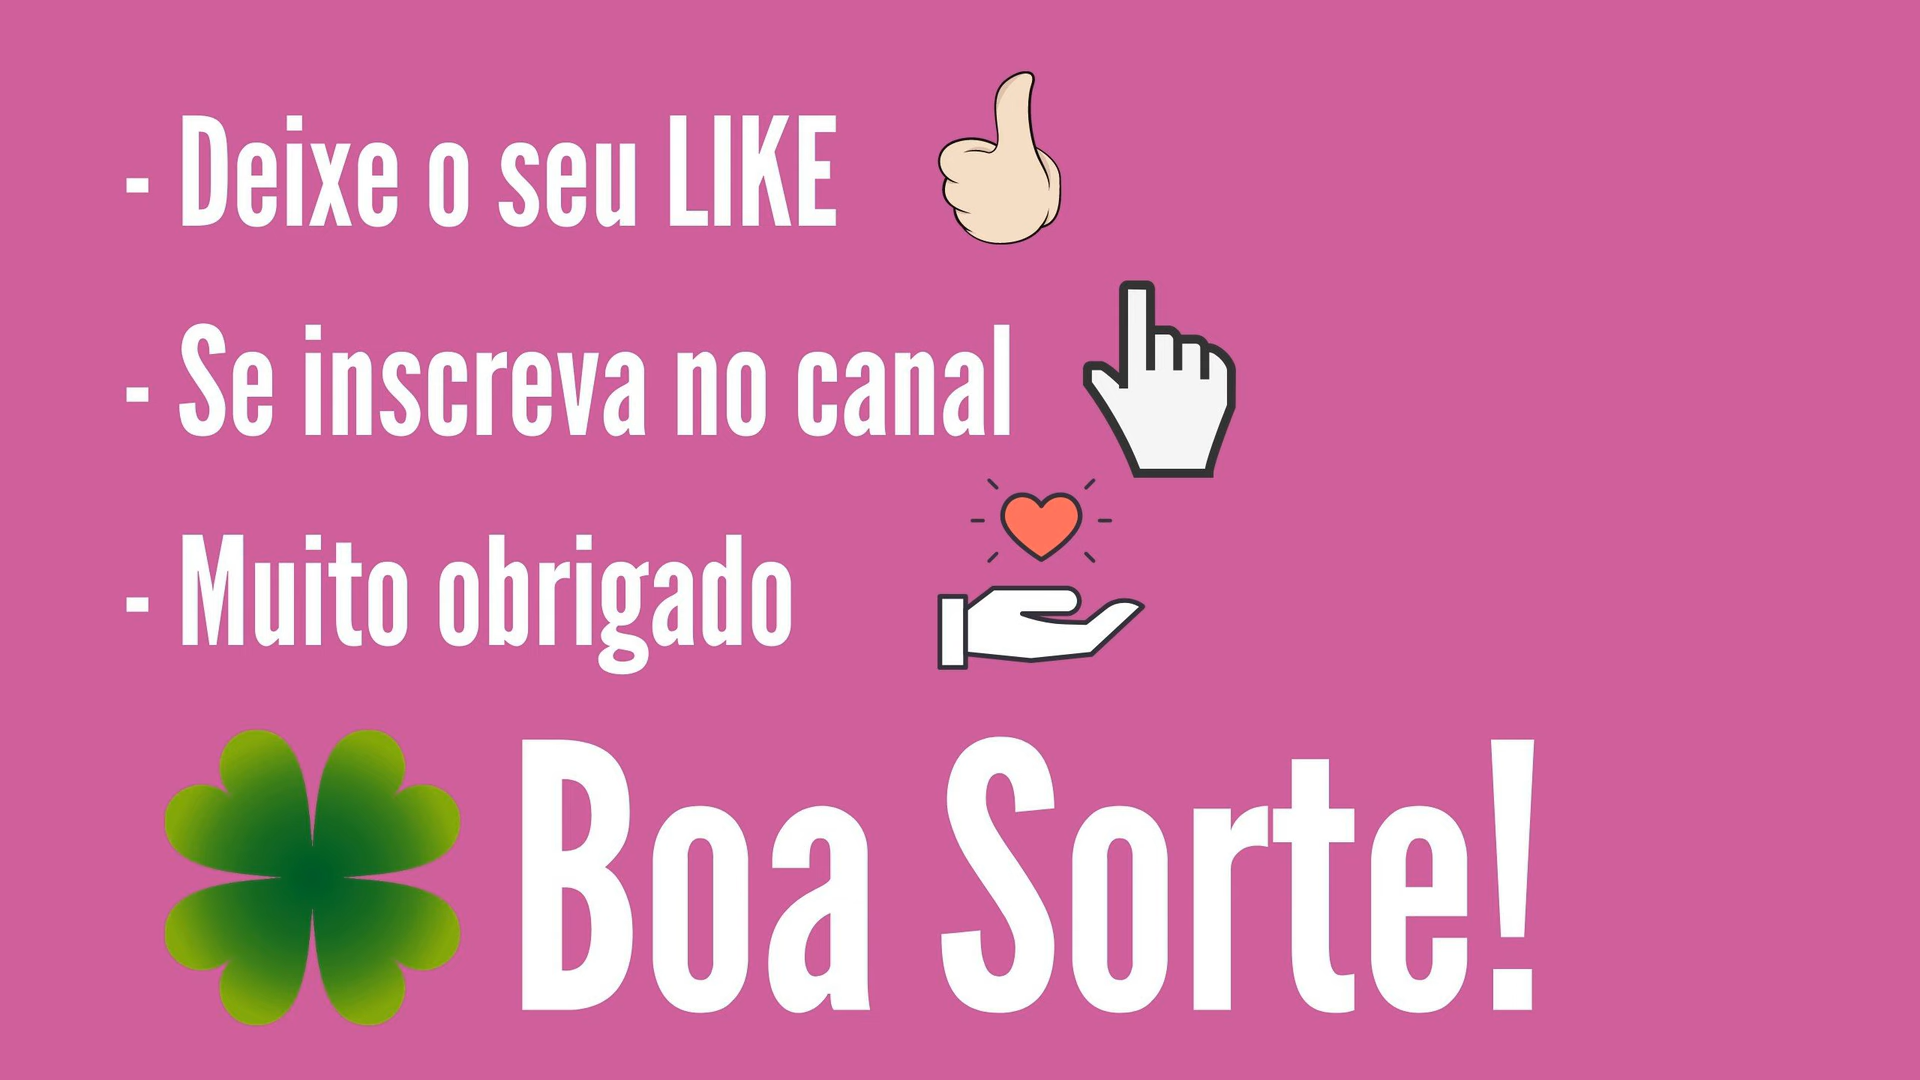 - Deixe o seu LIKE
- Se inscreva no canal
- Muito obrigado
Boa Sorte!